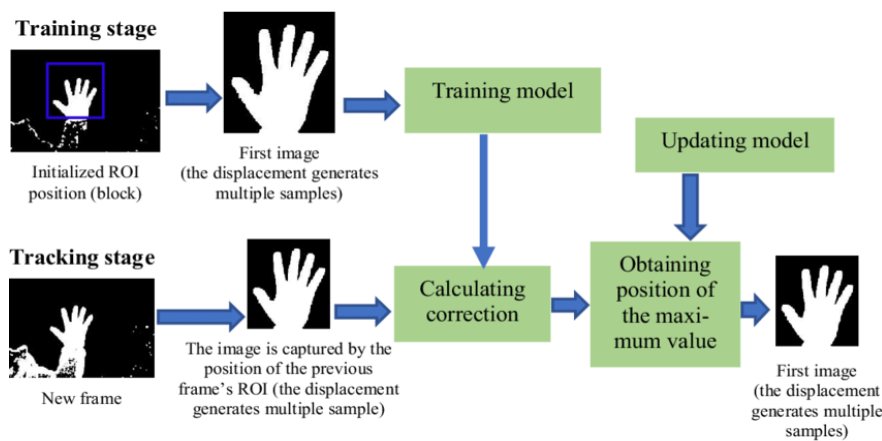 Training stage
Initialized ROI
position (block)
First image
(the displacement generates
multiple samples)
Training model
Updating model
Tracking stage
New frame
The image is captured by the
position of the previous
frame's ROI (the displacement
generates multiple sample)
Calculating
correction
Obtaining
position of
the maxi-
mum value
First image
(the displacement
generates multiple
samples)